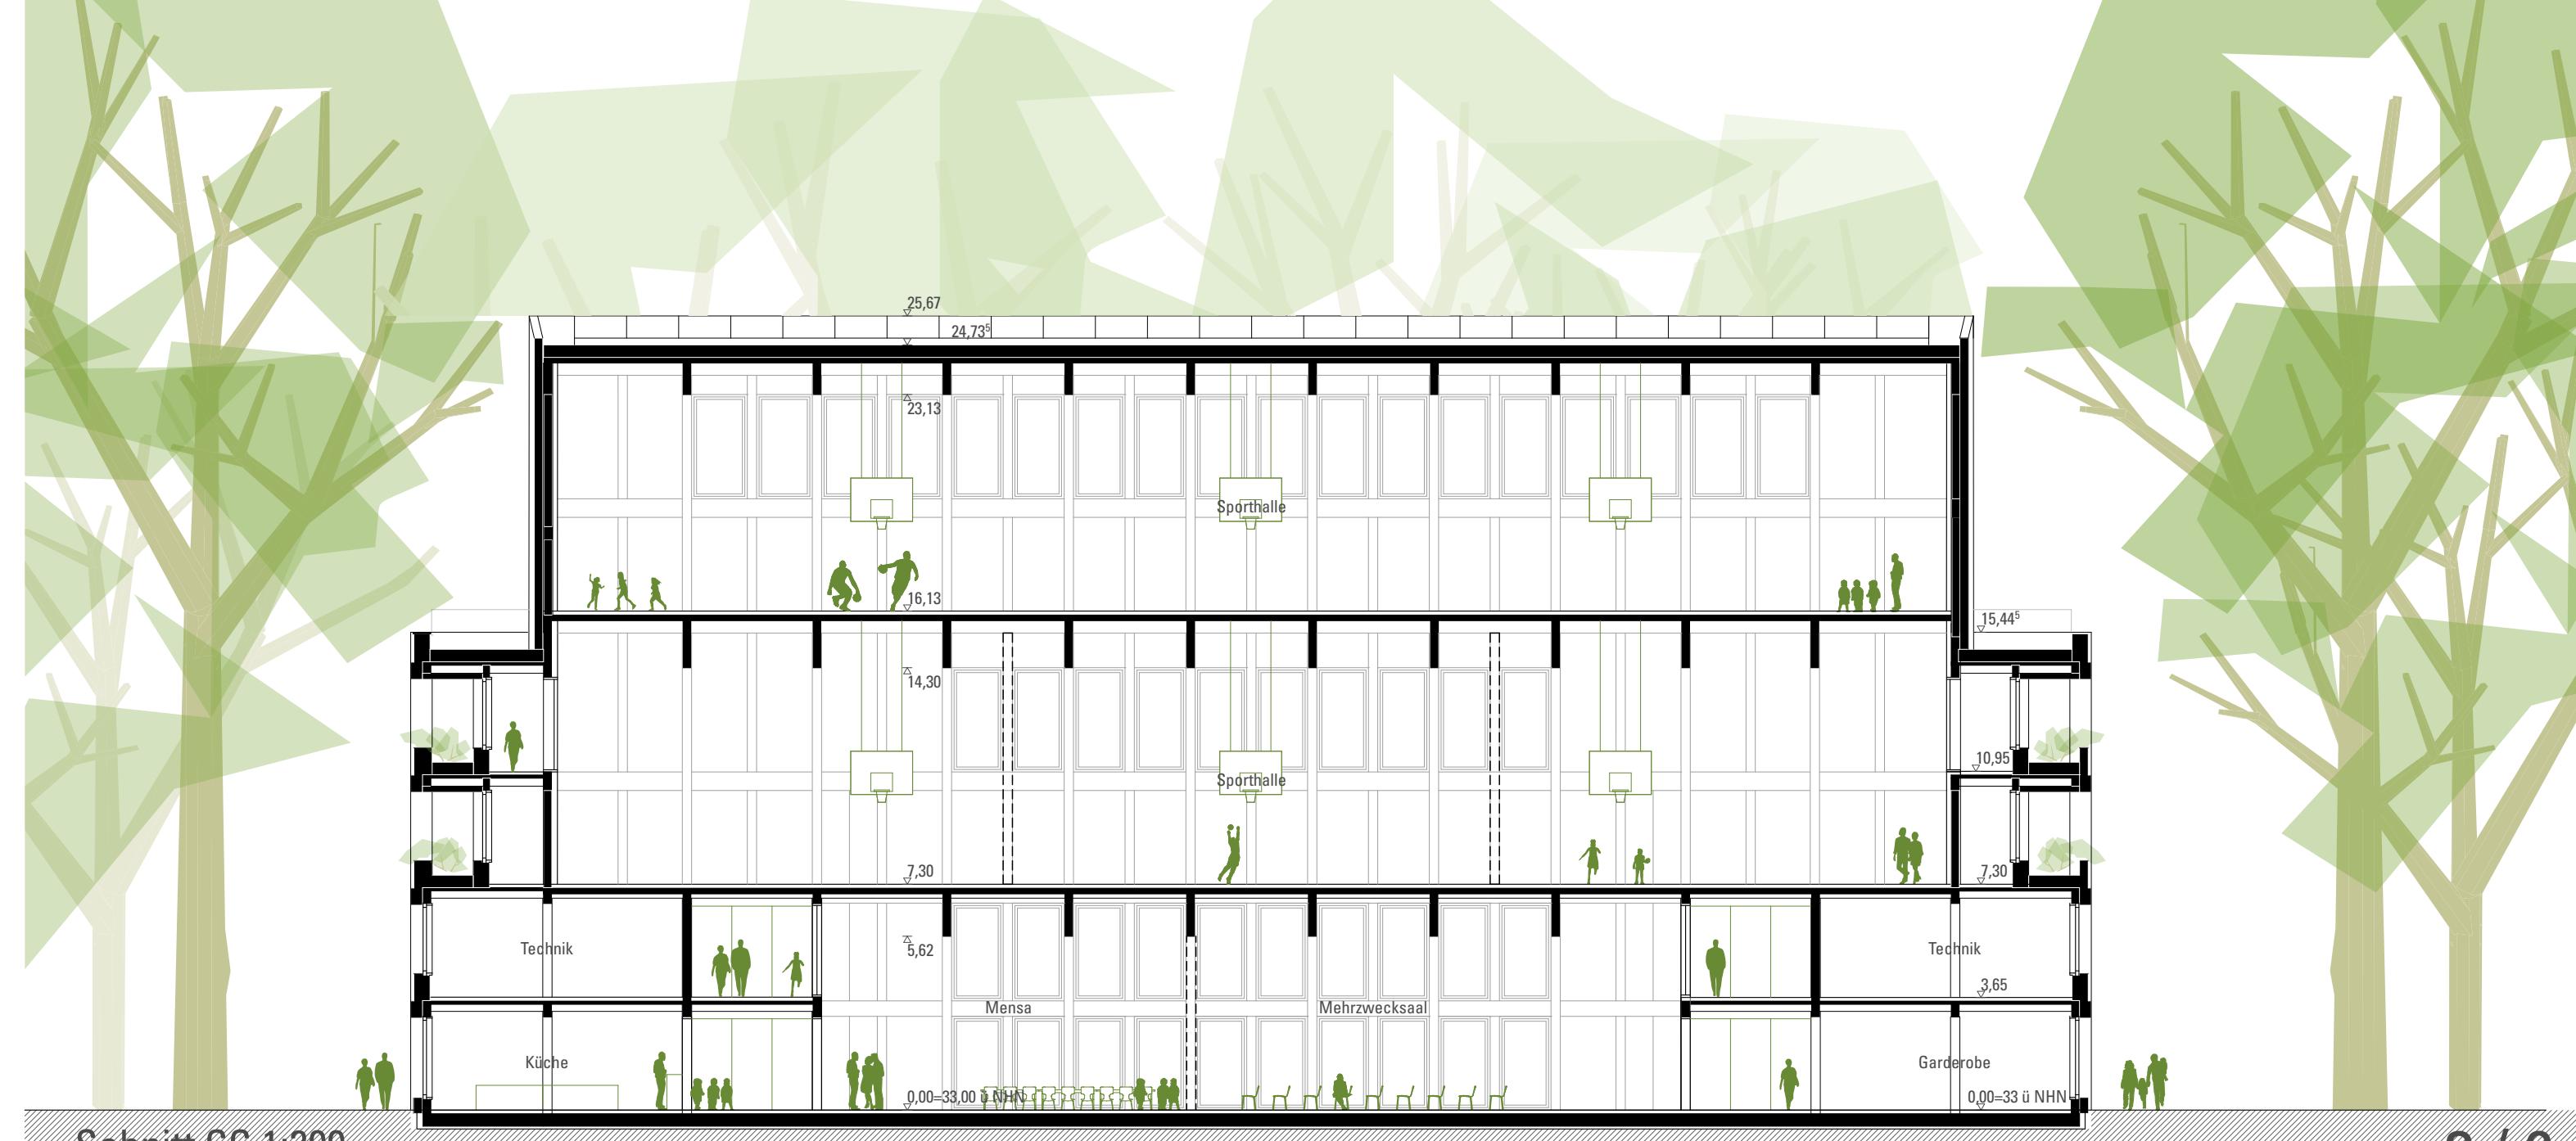 25,67
24,73⁵
23,13
Sporthalle
16,13
15,44⁵
14,30
10,95
Sporthalle
7,30
7,30
Technik
5,62
Technik
3,65
Mensa
Mehrzwecksaal
Küche
Garderobe
0,00=33,00 ü NHN
0,00=33 ü NHN